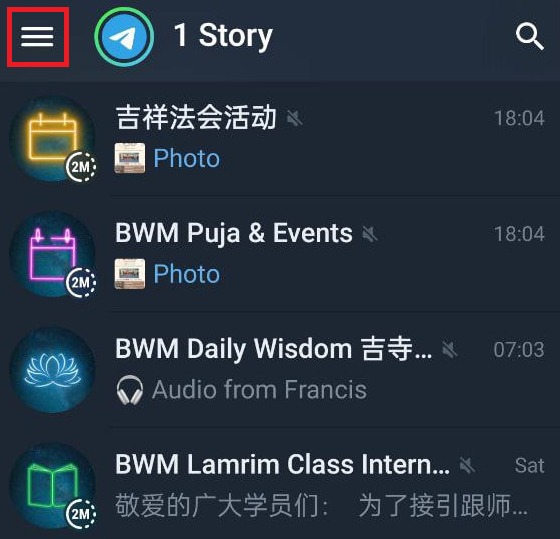 1 Story
吉祥法会活动 18:04
Photo
2M
BWM Puja & Events 18:04
Photo
2M
BWM Daily Wisdom 吉寺... 07:03
Audio from Francis
BWM Lamrim Class Intern... Sat
敬爱的广大学员们： 为了接引跟师...
2M